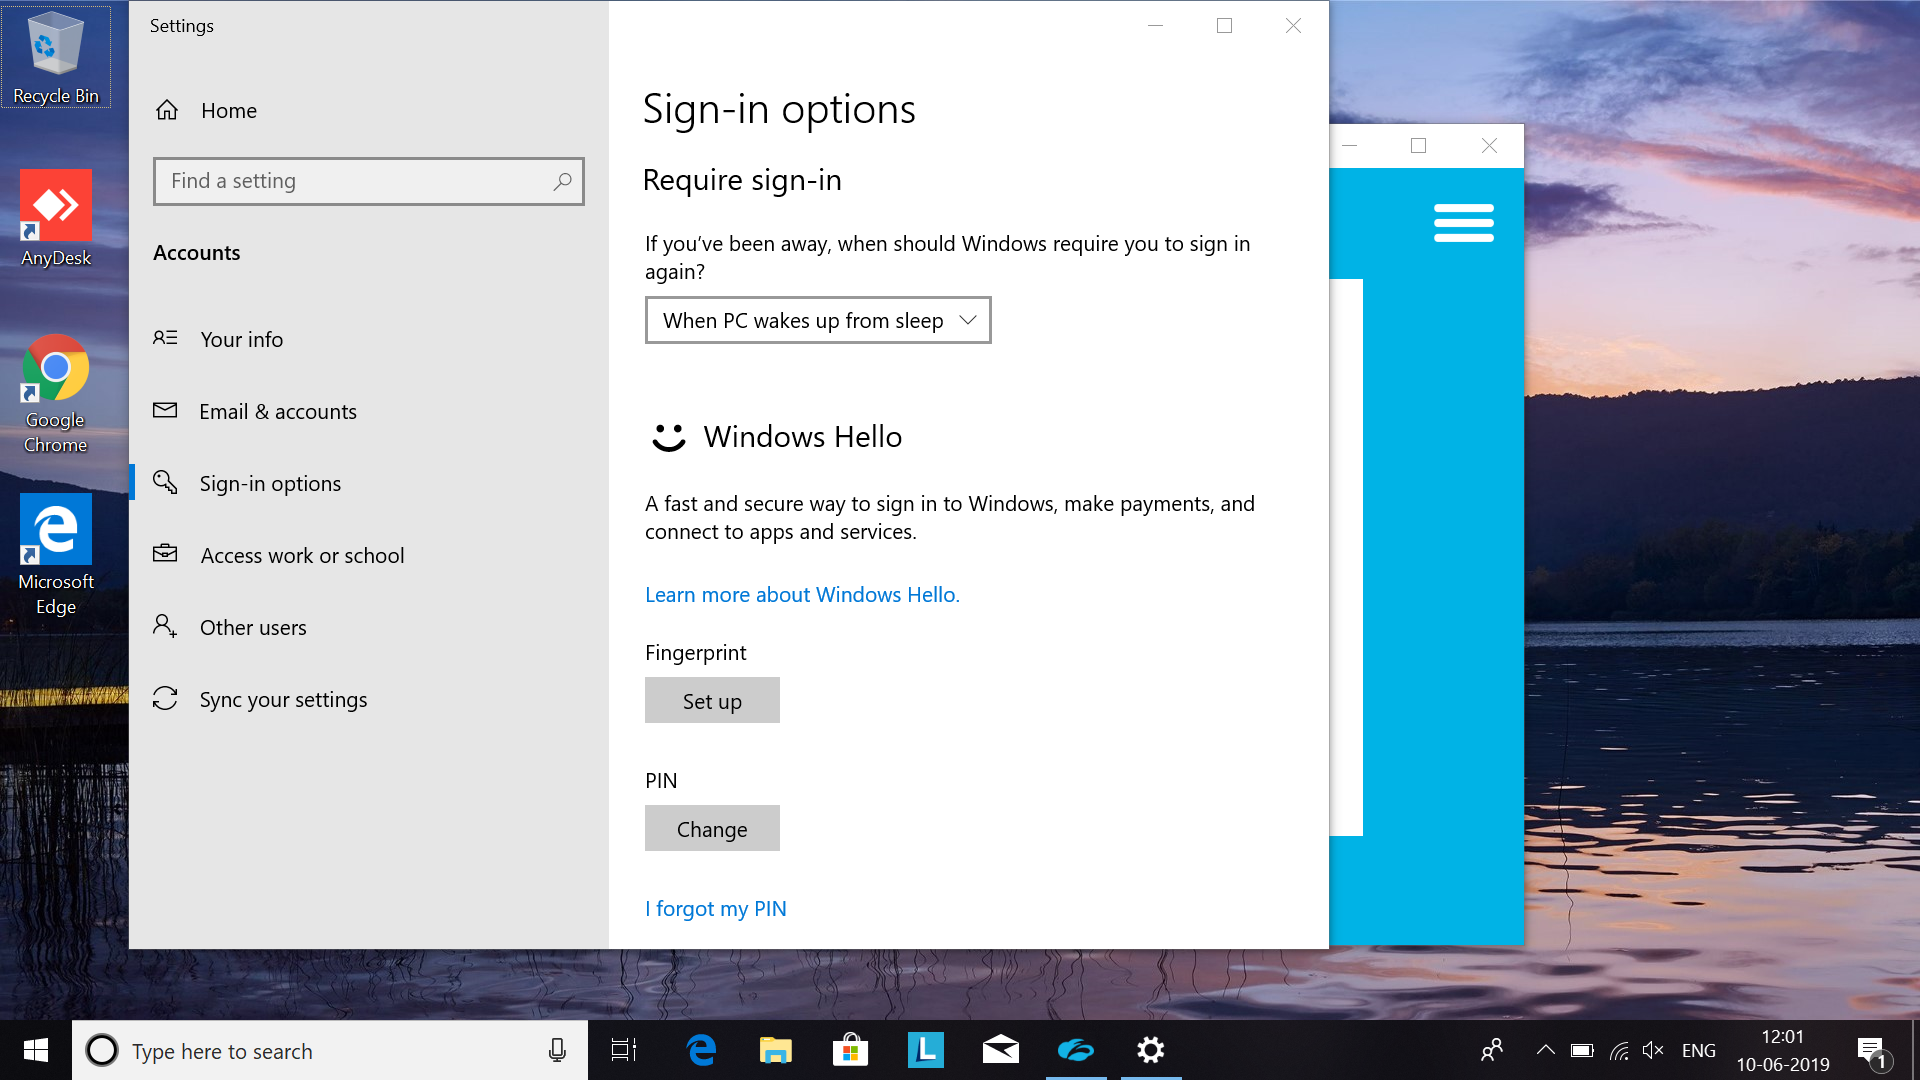 Recycle Bin
AnyDesk
Google
Chrome
Microsoft
Edge
Settings
Home
Find a setting
Accounts
Your info
Email & accounts
Sign-in options
Access work or school
Other users
Sync your settings
Sign-in options
Require sign-in
If you’ve been away, when should Windows require you to sign in
again?
When PC wakes up from sleep
Windows Hello
A fast and secure way to sign in to Windows, make payments, and
connect to apps and services.
Learn more about Windows Hello.
Fingerprint
Set up
PIN
Change
I forgot my PIN
Type here to search
L
ENG
12:01
10-06-2019
1